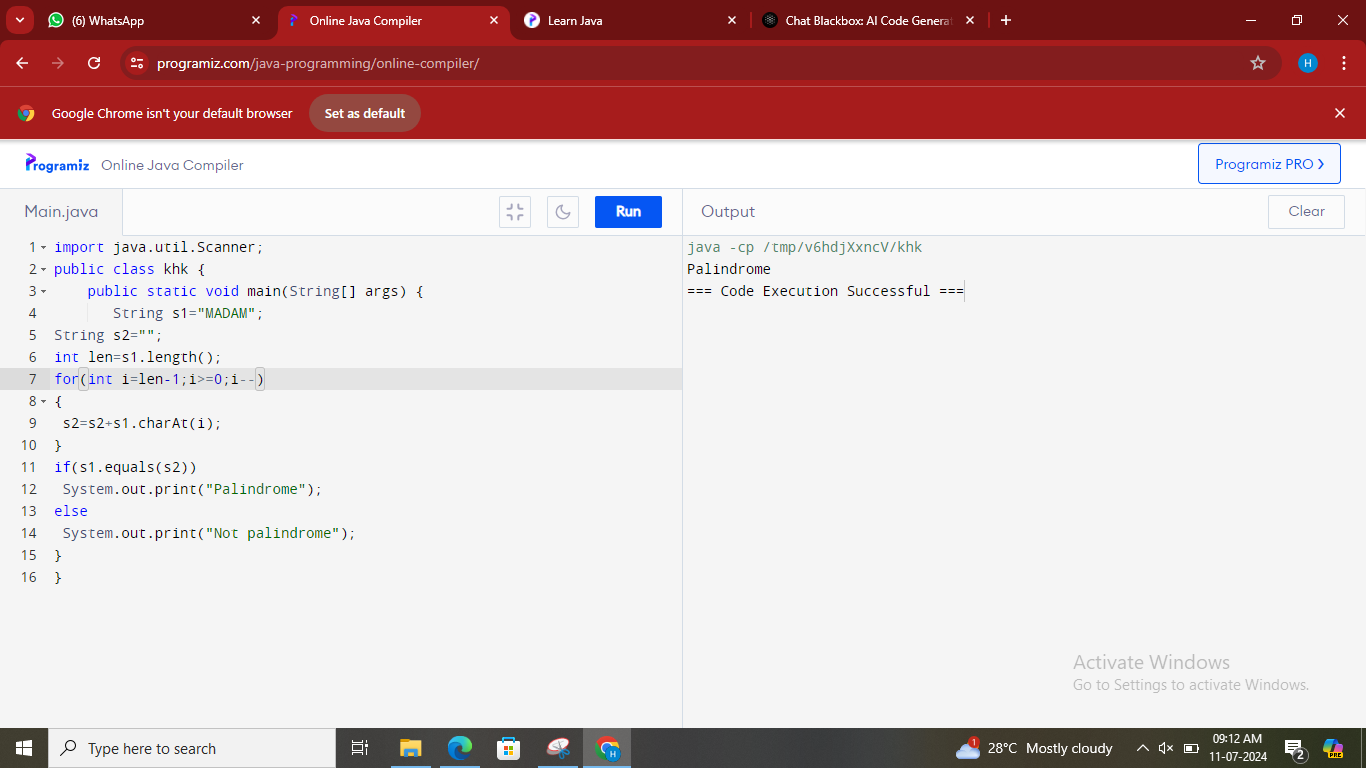 (6) WhatsApp
Online Java Compiler
Learn Java
Chat Blackbox: AI Code Generat
programiz.com/java-programming/online-compiler/
H
Google Chrome isn't your default browser
Set as default
Programiz Online Java Compiler
Programiz PRO
Main.java
Run
Output
Clear
1 import java.util.Scanner;
2 public class khk {
3 public static void main(String[] args) {
4 String s1="MADAM";
5 String s2="";
6 int len=s1.length();
7 for(int i=len-1;i>=0;i--)
8 {
9 s2=s2+s1.charAt(i);
10 }
11 if(s1.equals(s2))
12 System.out.print("Palindrome");
13 else
14 System.out.print("Not palindrome");
15 }
16 }
java -cp /tmp/v6hdjXxncV/khk
Palindrome
=== Code Execution Successful ===
Activate Windows
Go to Settings to activate Windows.
Type here to search
H
1
28°C Mostly cloudy
09:12 AM
11-07-2024
2
PRE